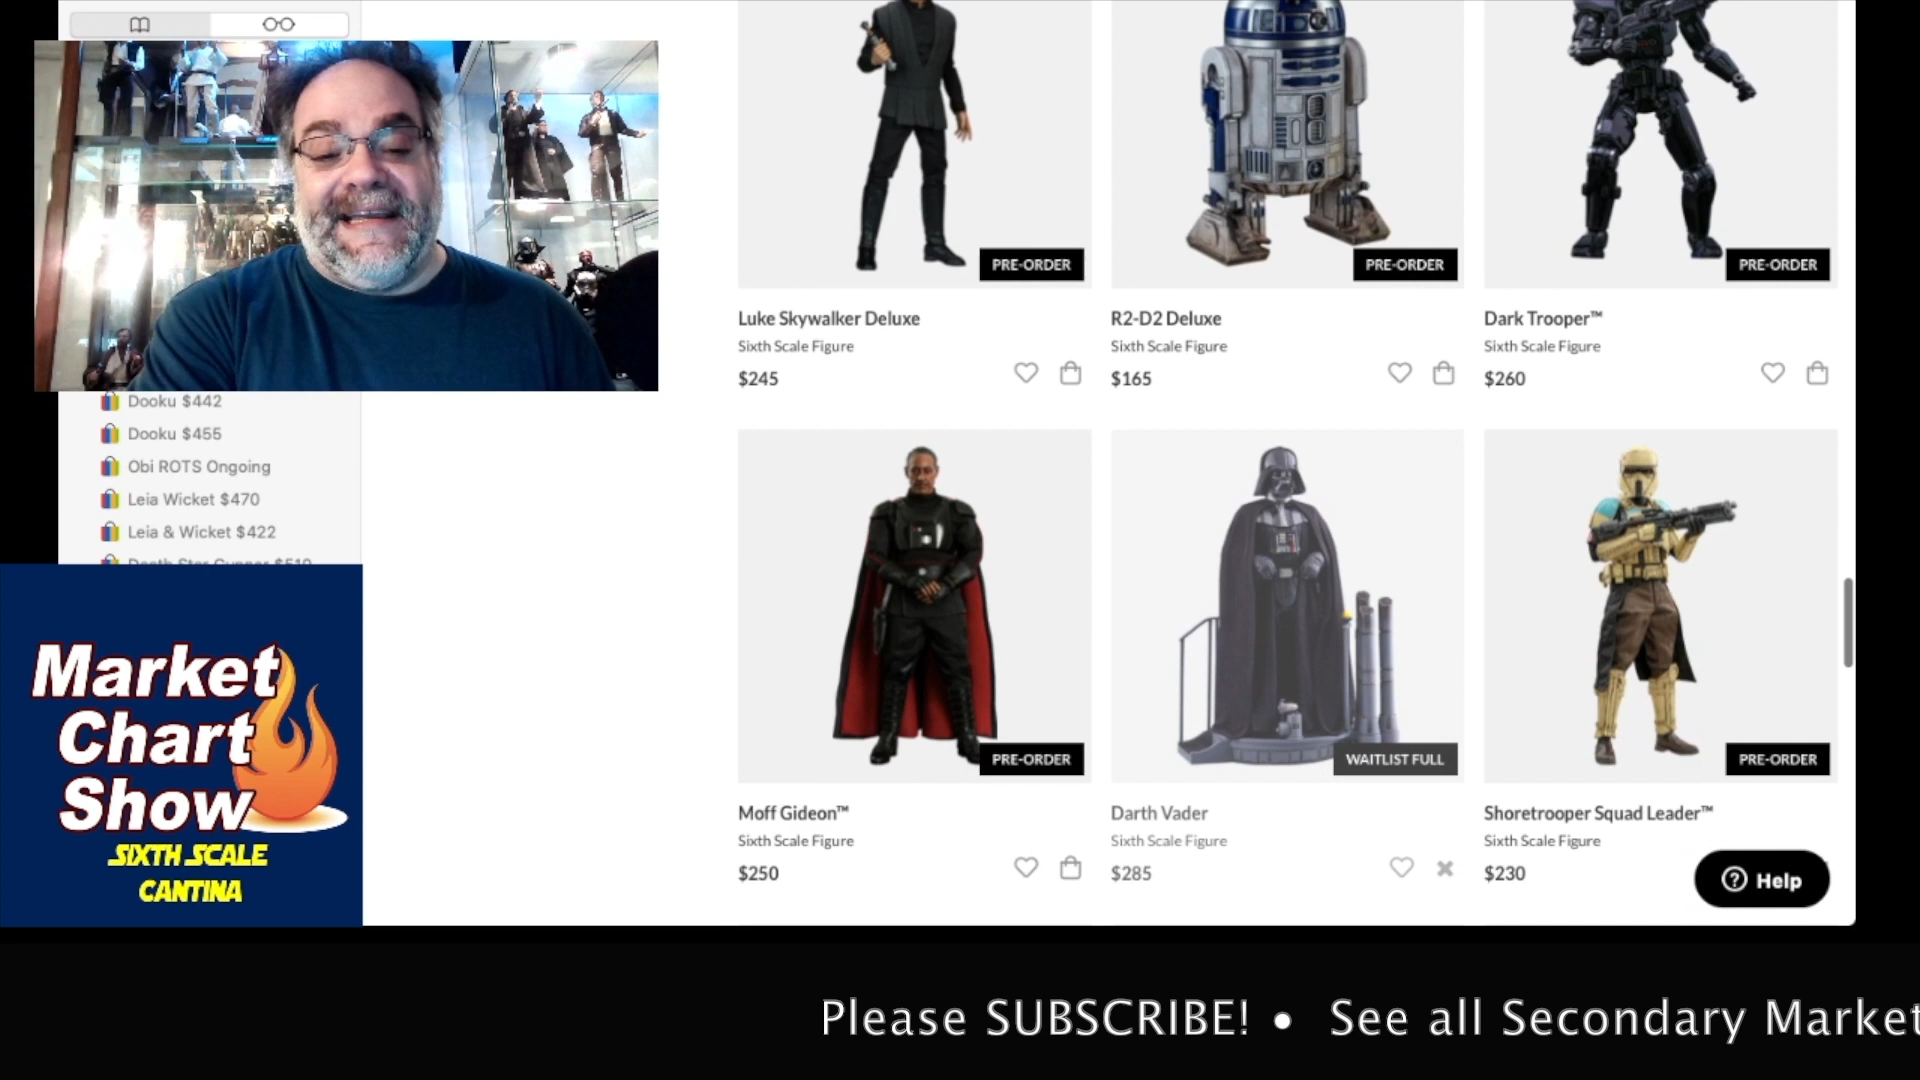 Luke Skywalker Deluxe
Sixth Scale Figure
$245
PRE-ORDER
R2-D2 Deluxe
Sixth Scale Figure
$165
PRE-ORDER
Dark Trooper™
Sixth Scale Figure
$260
PRE-ORDER
Dooku $442
Dooku $455
Obi ROTS Ongoing
Leia Wicket $470
Leia & Wicket $422
Market
Chart
Show
SIXTH SCALE
CANTINA
PRE-ORDER
Moff Gideon™
Sixth Scale Figure
$250
WAITLIST FULL
Darth Vader
Sixth Scale Figure
$285
PRE-ORDER
Shoretrooper Squad Leader™
Sixth Scale Figure
$230
Help
Please SUBSCRIBE! • See all Secondary Market